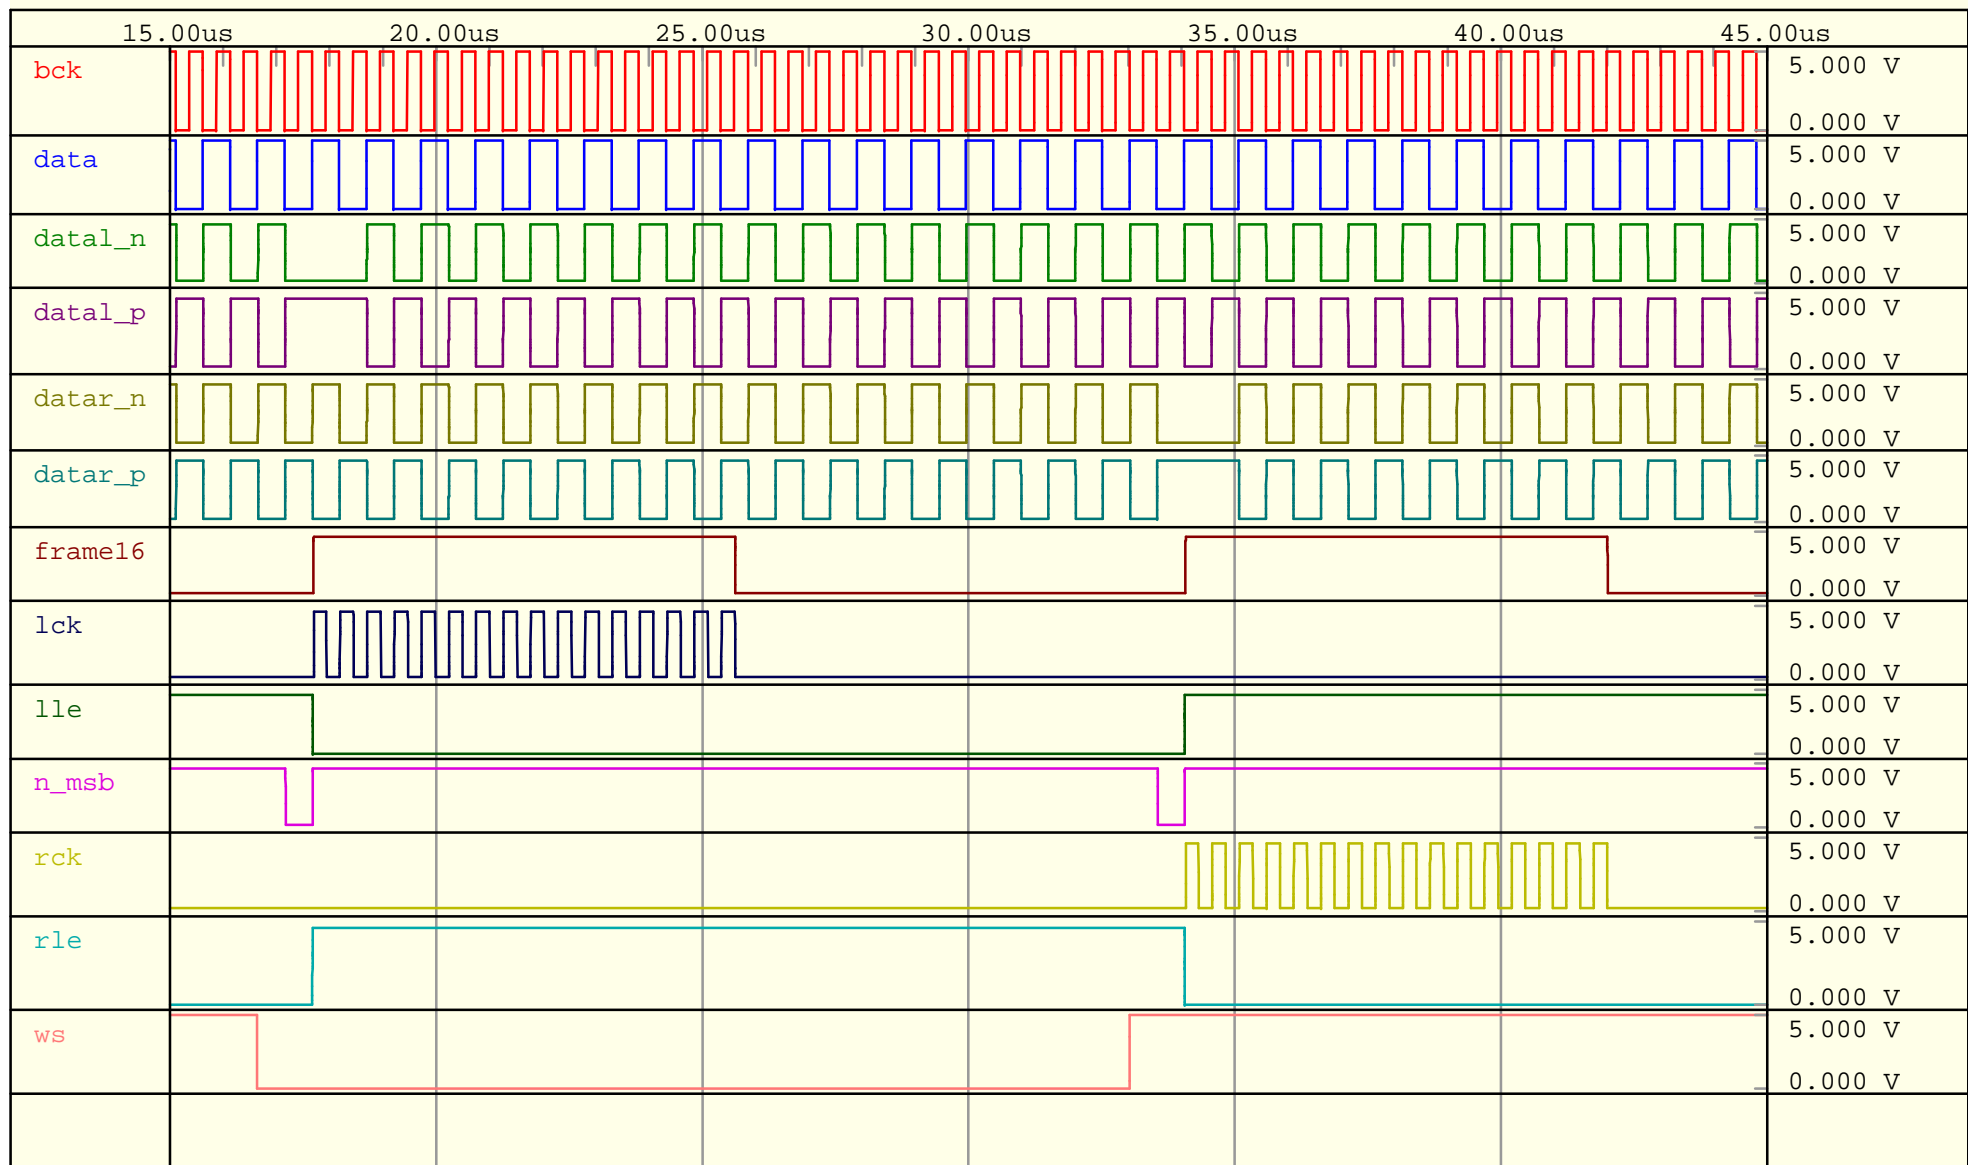 15.00us 20.00us 25.00us 30.00us 35.00us 40.00us 45.00us
bck 5.000 V
0.000 V
data 5.000 V
0.000 V
datal_n 5.000 V
0.000 V
datal_p 5.000 V
0.000 V
datar_n 5.000 V
0.000 V
datar_p 5.000 V
0.000 V
frame16 5.000 V
0.000 V
lck 5.000 V
0.000 V
lle 5.000 V
0.000 V
n_msb 5.000 V
0.000 V
rck 5.000 V
0.000 V
rle 5.000 V
0.000 V
ws 5.000 V
0.000 V